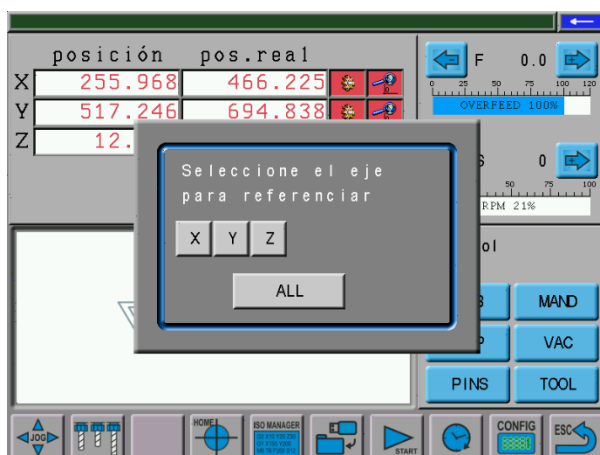 posición pos.real
X 255.968 466.225
Y 517.246 694.838
Z 12.
F 0.0
0 25 50 75 100 120
OVERFEED 100%
S 0
50 75 100
RPM 21%
Seleccione el eje
para referenciar
X Y Z
ALL
ol
MAND
P VAC
PINS TOOL
JOG
HOME
ISO MANAGER
START
CONFIG
ESC